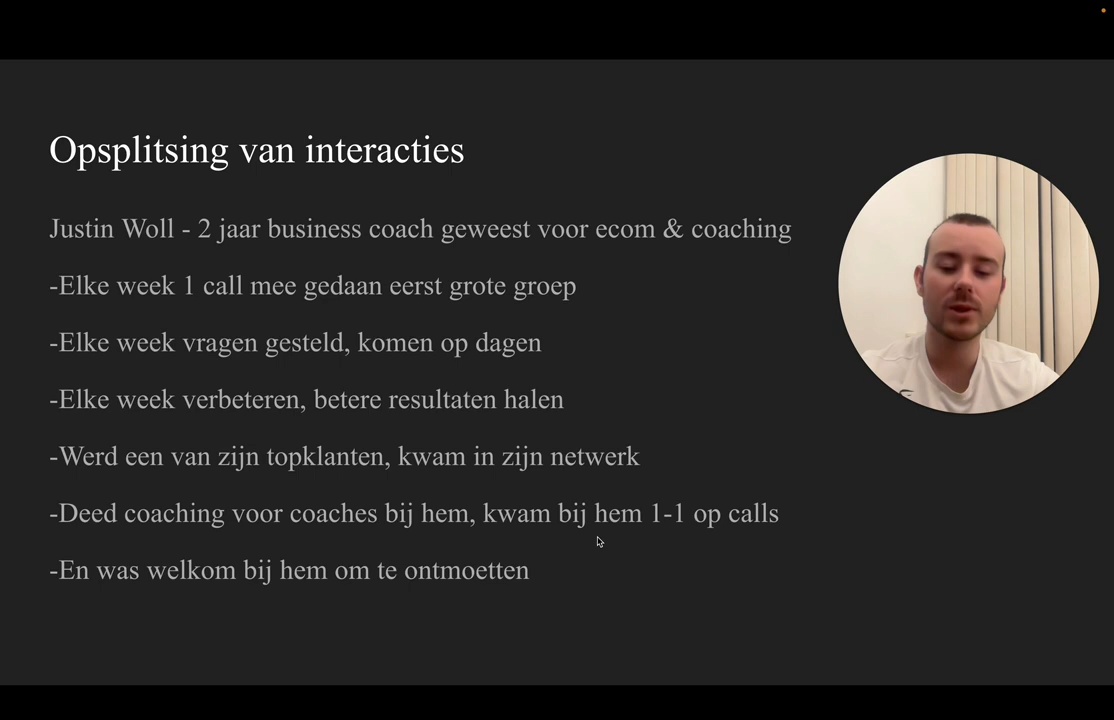 Opsplitsing van interacties
Justin Woll - 2 jaar business coach geweest voor ecom & coaching
-Elke week 1 call mee gedaan eerst grote groep
-Elke week vragen gesteld, komen op dagen
-Elke week verbeteren, betere resultaten halen
-Werd een van zijn topklanten, kwam in zijn netwerk
-Deed coaching voor coaches bij hem, kwam bij hem 1-1 op calls
-En was welkom bij hem om te ontmoetten